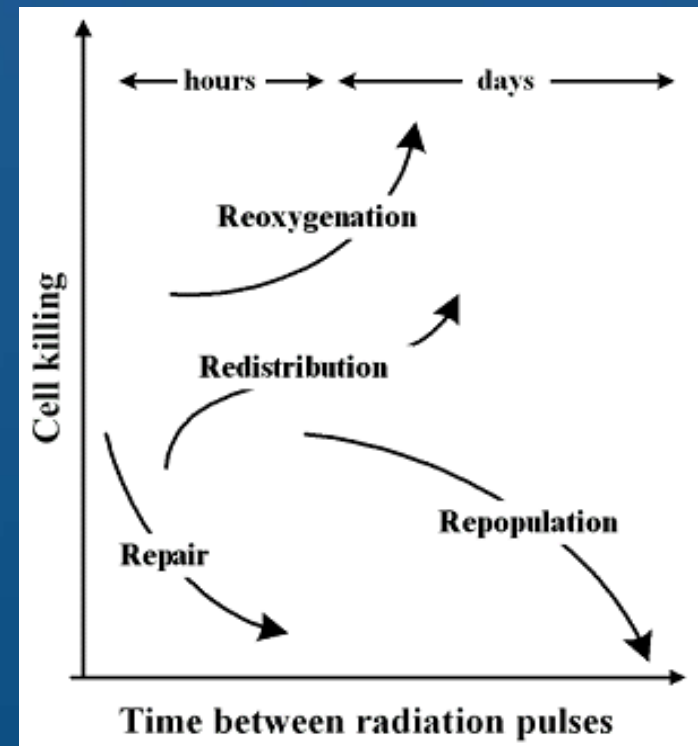 hours days
Reoxygenation
Redistribution
Repopulation
Repair
Cell killing
Time between radiation pulses